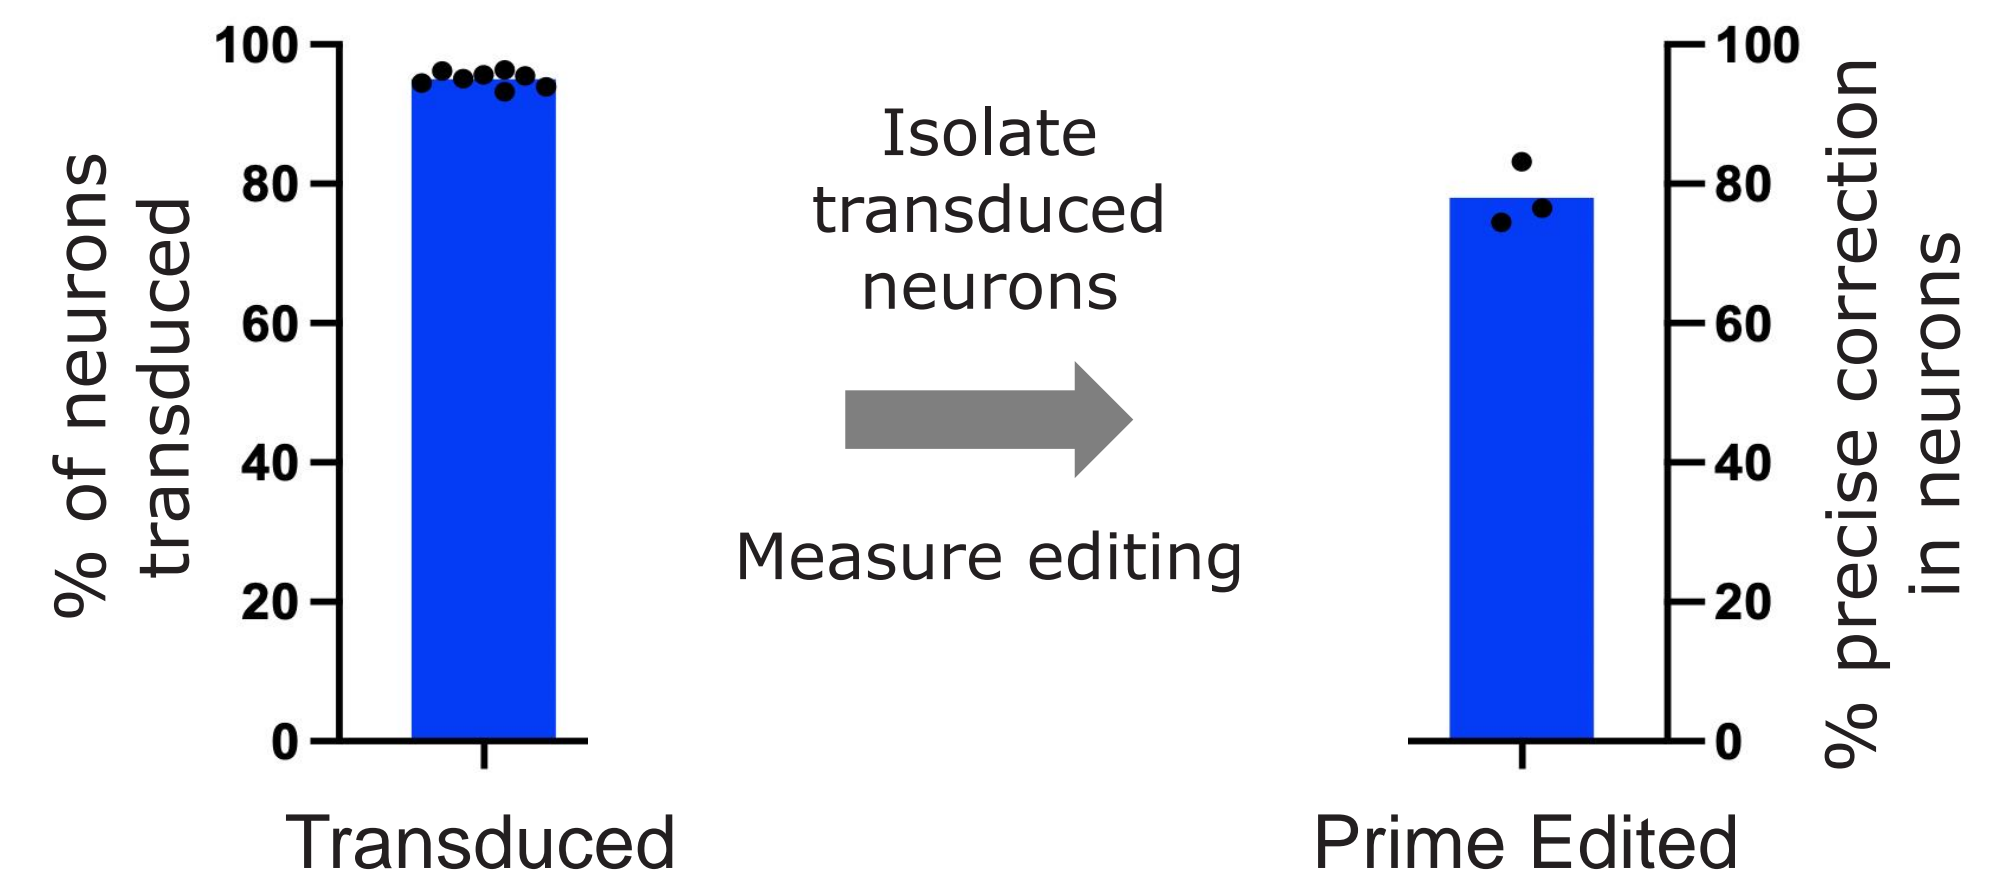 % of neurons
transduced
100
80
60
40
20
0
Transduced
Isolate
transduced
neurons
Measure editing
100
80
60
40
20
0
% precise correction
in neurons
Prime Edited